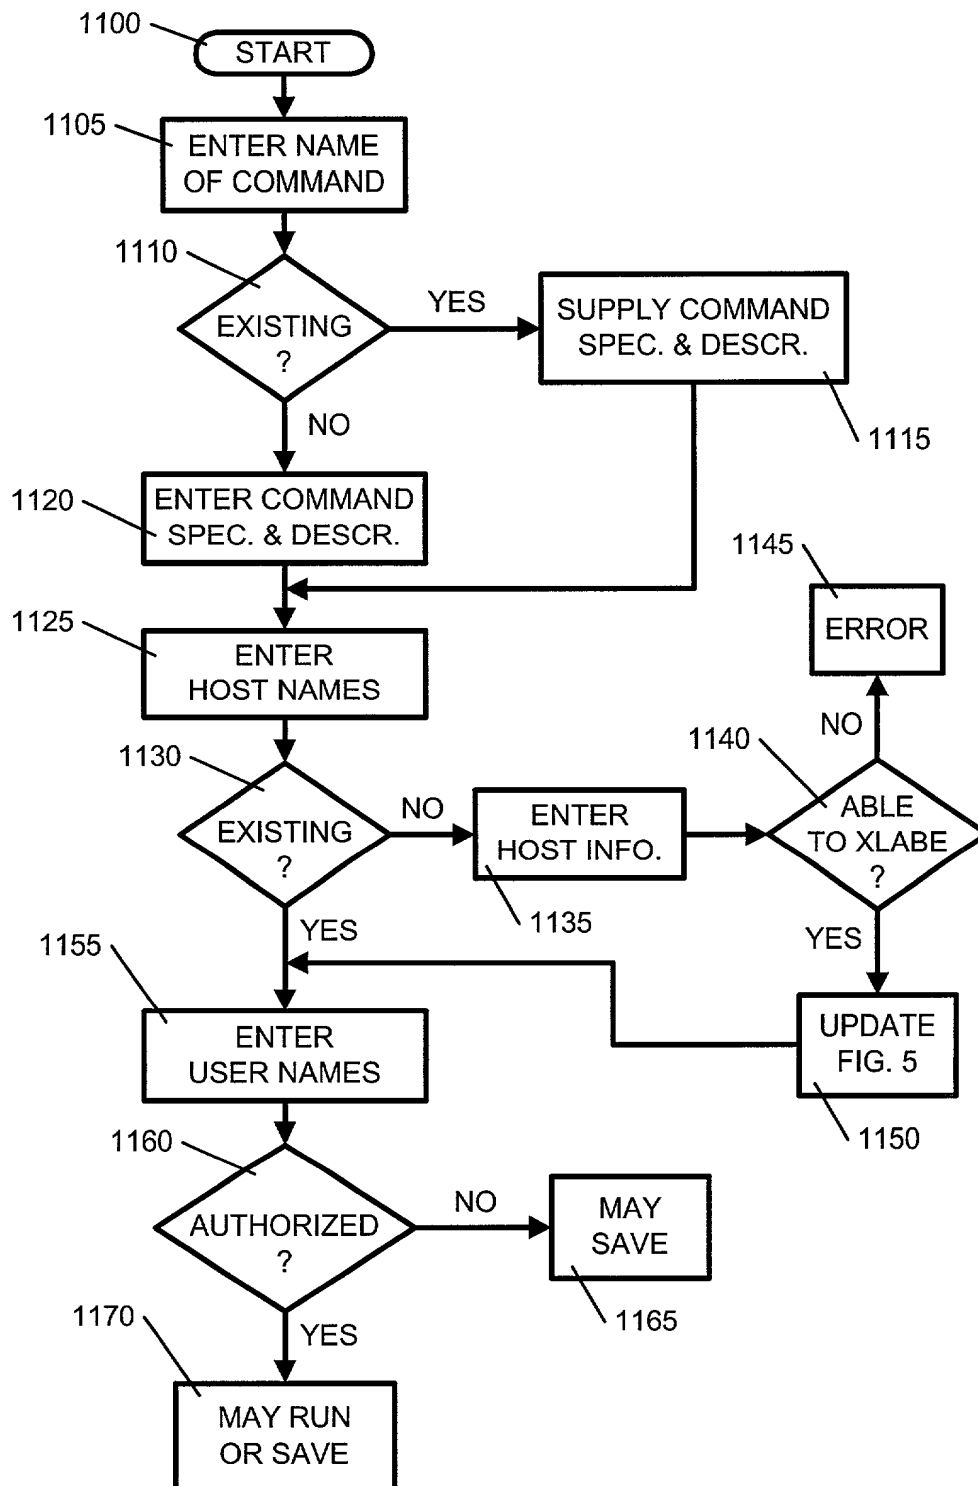 1100
START
1105
ENTER NAME
OF COMMAND
1110
EXISTING
?
YES
SUPPLY COMMAND
SPEC. & DESCR.
1115
NO
1120
ENTER COMMAND
SPEC. & DESCR.
1125
ENTER
HOST NAMES
1130
EXISTING
?
NO
ENTER
HOST INFO.
1135
1140
ABLE
TO XLABE
?
NO
1145
ERROR
YES
UPDATE
FIG. 5
1150
YES
1155
ENTER
USER NAMES
1160
AUTHORIZED
?
NO
MAY
SAVE
1165
YES
1170
MAY RUN
OR SAVE